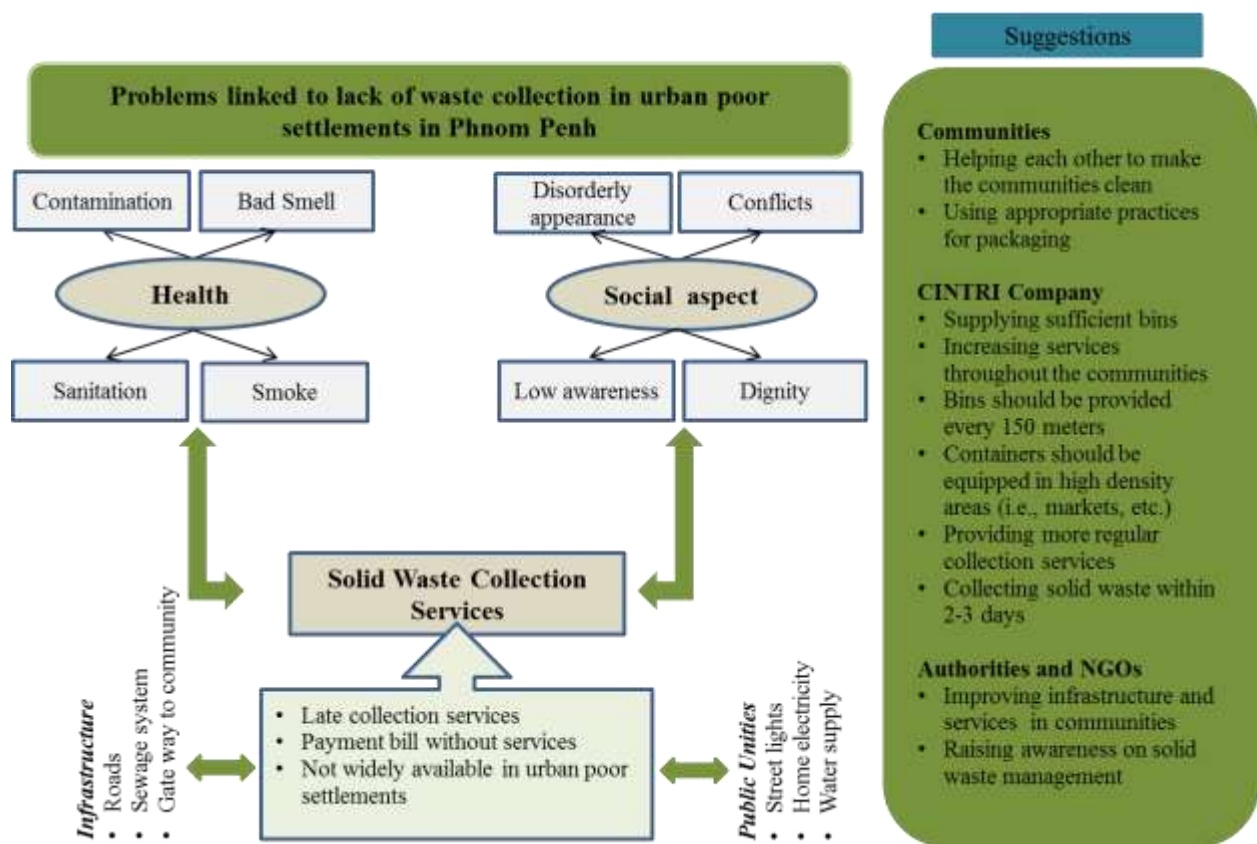 Problems linked to lack of waste collection in urban poor
settlements in Phnom Penh
Contamination
Bad Smell
Health
Sanitation
Smoke
Disorderly
appearance
Conflicts
Social aspect
Low awareness
Dignity
Solid Waste Collection
Services
• Late collection services
• Payment bill without services
• Not widely available in urban poor
settlements
Infrastructure
• Roads
• Sewage system
• Gate way to community
Public Unities
• Street lights
• Home electricity
• Water supply
Suggestions
Communities
• Helping each other to make
the communities clean
• Using appropriate practices
for packaging
CINTRI Company
• Supplying sufficient bins
• Increasing services
throughout the communities
• Bins should be provided
every 150 meters
• Containers should be
equipped in high density
areas (i.e., markets, etc.)
• Providing more regular
collection services
• Collecting solid waste within
2-3 days
Authorities and NGOs
• Improving infrastructure and
services in communities
• Raising awareness on solid
waste management